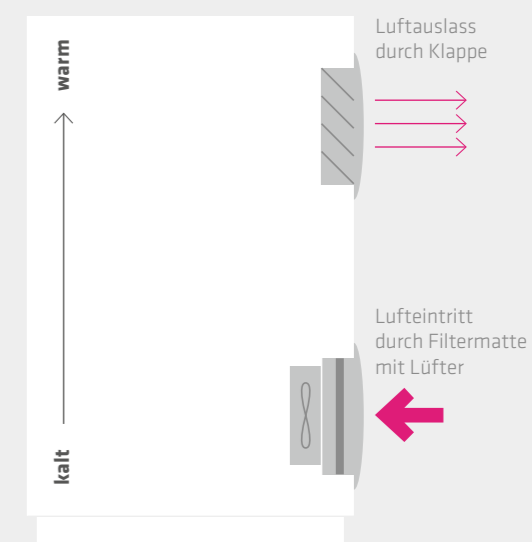 Luftauslass
durch Klappe
warm
Lufteintritt
durch Filtermatte
mit Lüfter
kalt